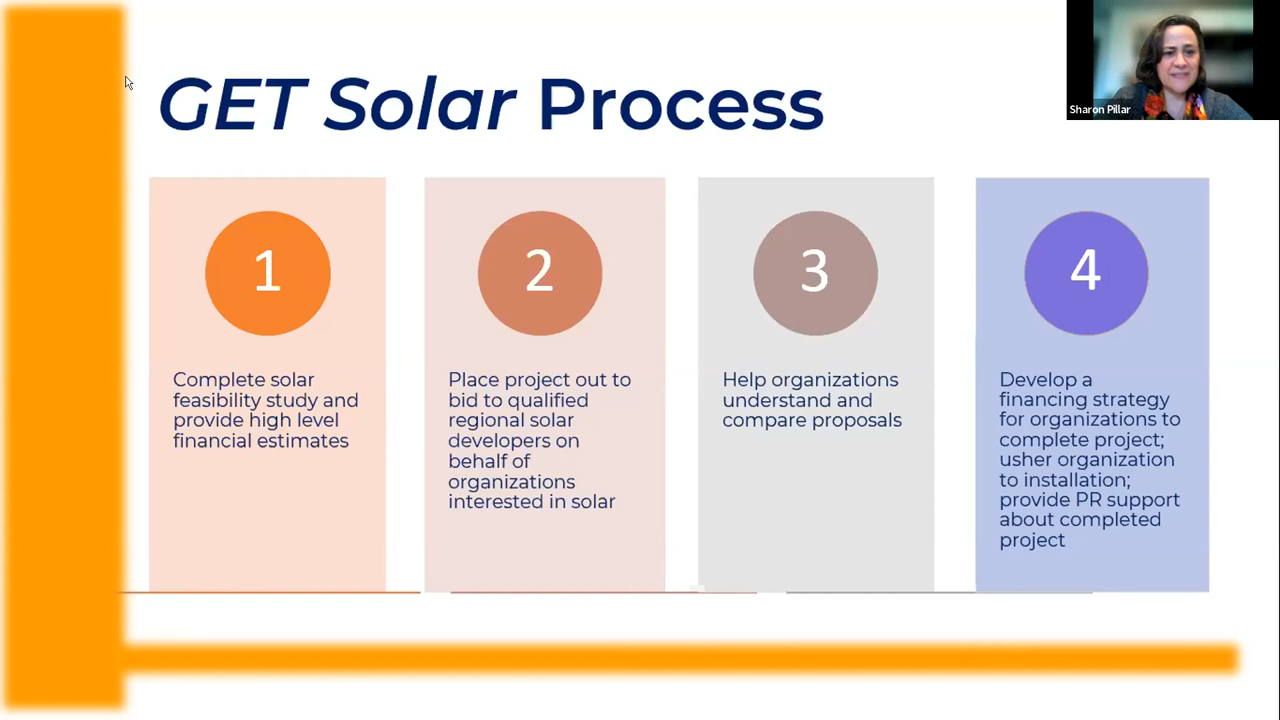 GET Solar Process
Sharon Pillar
1
Complete solar
feasibility study and
provide high level
financial estimates
2
Place project out to
bid to qualified
regional solar
developers on
behalf of
organizations
interested in solar
3
Help organizations
understand and
compare proposals
4
Develop a
financing strategy
for organizations to
complete project;
usher organization
to installation;
provide PR support
about completed
project